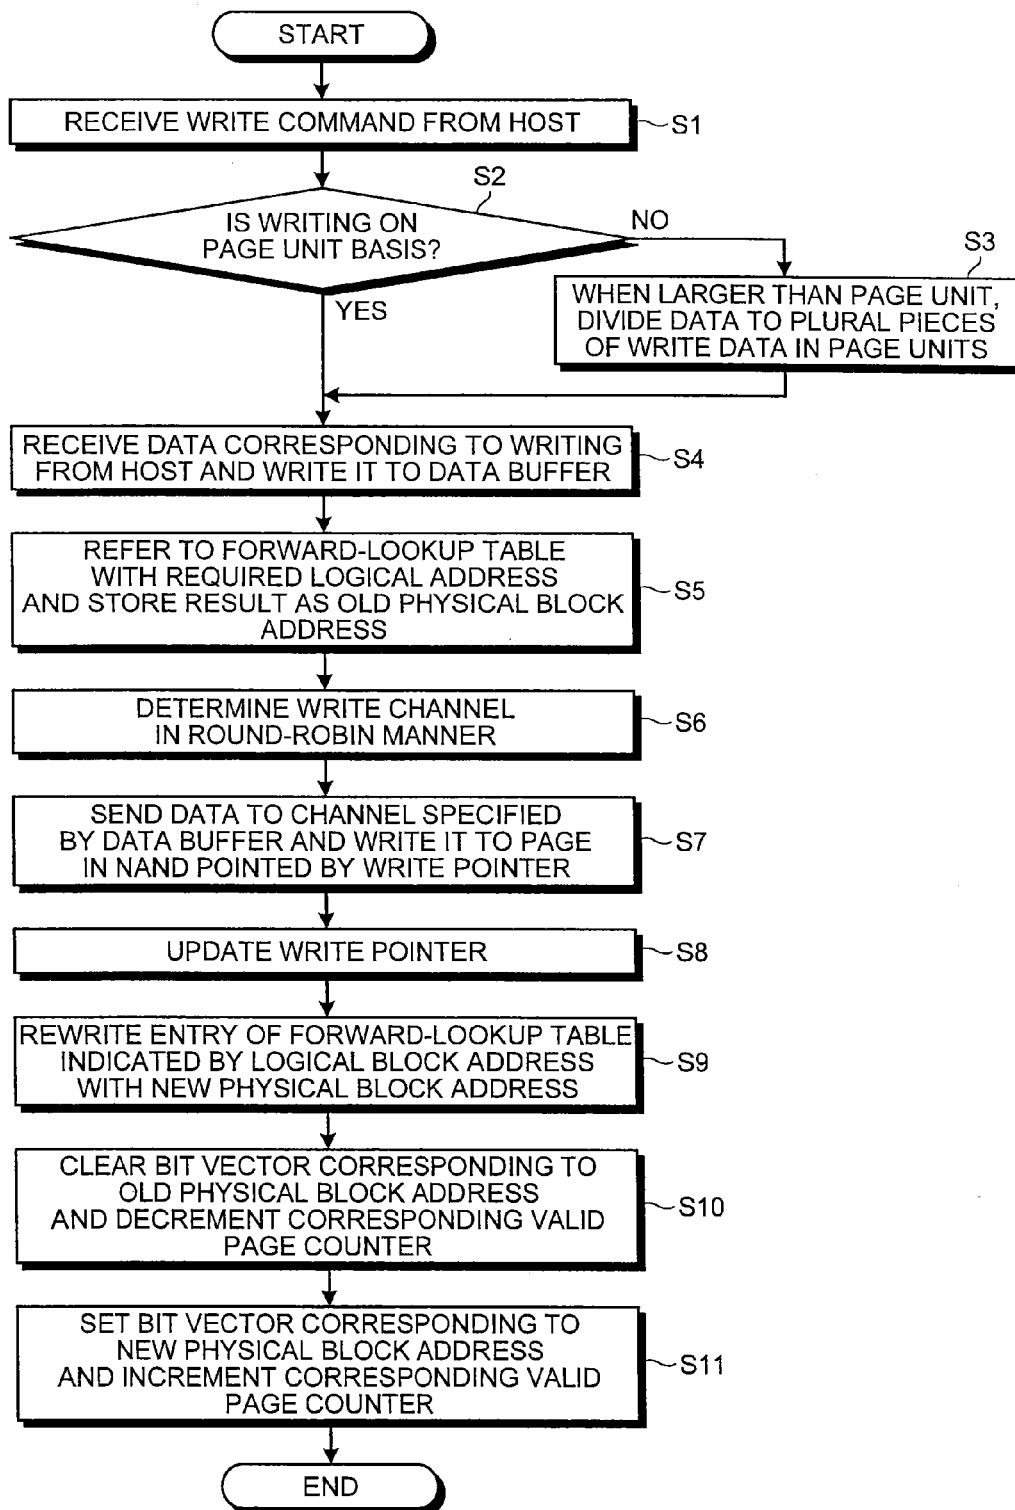 START
RECEIVE WRITE COMMAND FROM HOST
S1
S2
IS WRITING ON
PAGE UNIT BASIS?
NO
YES
S3
WHEN LARGER THAN PAGE UNIT,
DIVIDE DATA TO PLURAL PIECES
OF WRITE DATA IN PAGE UNITS
RECEIVE DATA CORRESPONDING TO WRITING
FROM HOST AND WRITE IT TO DATA BUFFER
S4
REFER TO FORWARD-LOOKUP TABLE
WITH REQUIRED LOGICAL ADDRESS
AND STORE RESULT AS OLD PHYSICAL BLOCK
ADDRESS
S5
DETERMINE WRITE CHANNEL
IN ROUND-ROBIN MANNER
S6
SEND DATA TO CHANNEL SPECIFIED
BY DATA BUFFER AND WRITE IT TO PAGE
IN NAND POINTED BY WRITE POINTER
S7
UPDATE WRITE POINTER
S8
REWRITE ENTRY OF FORWARD-LOOKUP TABLE
INDICATED BY LOGICAL BLOCK ADDRESS
WITH NEW PHYSICAL BLOCK ADDRESS
S9
CLEAR BIT VECTOR CORRESPONDING TO
OLD PHYSICAL BLOCK ADDRESS
AND DECREMENT CORRESPONDING VALID
PAGE COUNTER
S10
SET BIT VECTOR CORRESPONDING TO
NEW PHYSICAL BLOCK ADDRESS
AND INCREMENT CORRESPONDING VALID
PAGE COUNTER
S11
END